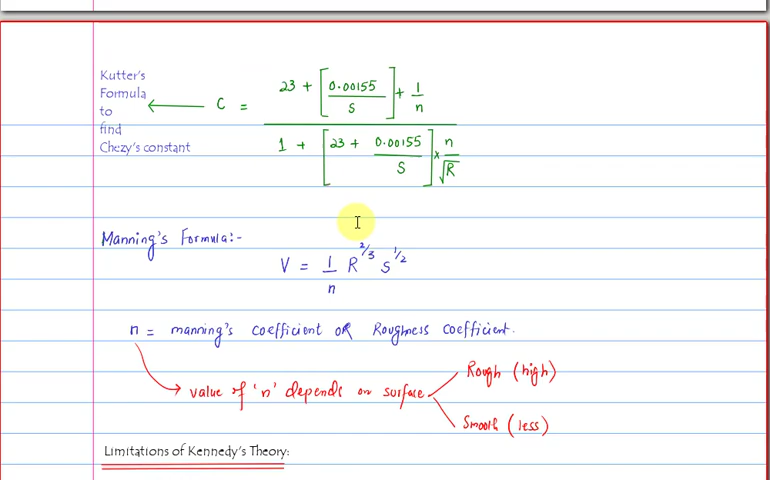 Kutter's
Formula
to
find
Chezy's constant
C = (23 + [0.00155/S] + 1/n) / (1 + [23 + 0.00155/S] × n/√R)
Manning's Formula:-
V = 1/n R^2/3 S^1/2
n = manning's coefficient OR Roughness coefficient.
value of 'n' depends on surface
Rough (high)
Smooth (less)
Limitations of Kennedy's Theory: